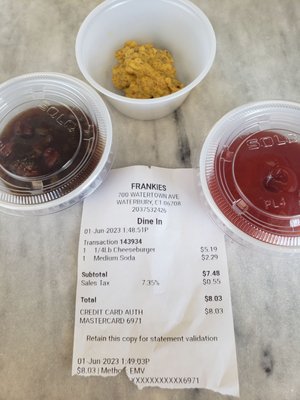 SOLO
SOLO
PL4
FRANKIES
700 WATERTOWN AVE
WATERBURY, CT 06708
2037532426
Dine In
01-Jun-2023 1:48:51P
Transaction 143934
1 1/4Lb Cheeseburger $5.19
1 Medium Soda $2.29
Subtotal $7.48
Sales Tax 7.35% $0.55
Total $8.03
CREDIT CARD AUTH $8.03
MASTERCARD 6971
Retain this copy for statement validation
01-Jun-2023 1:49:03P
$8.03 | Method: EMV
XXXXXXXXXXX6971